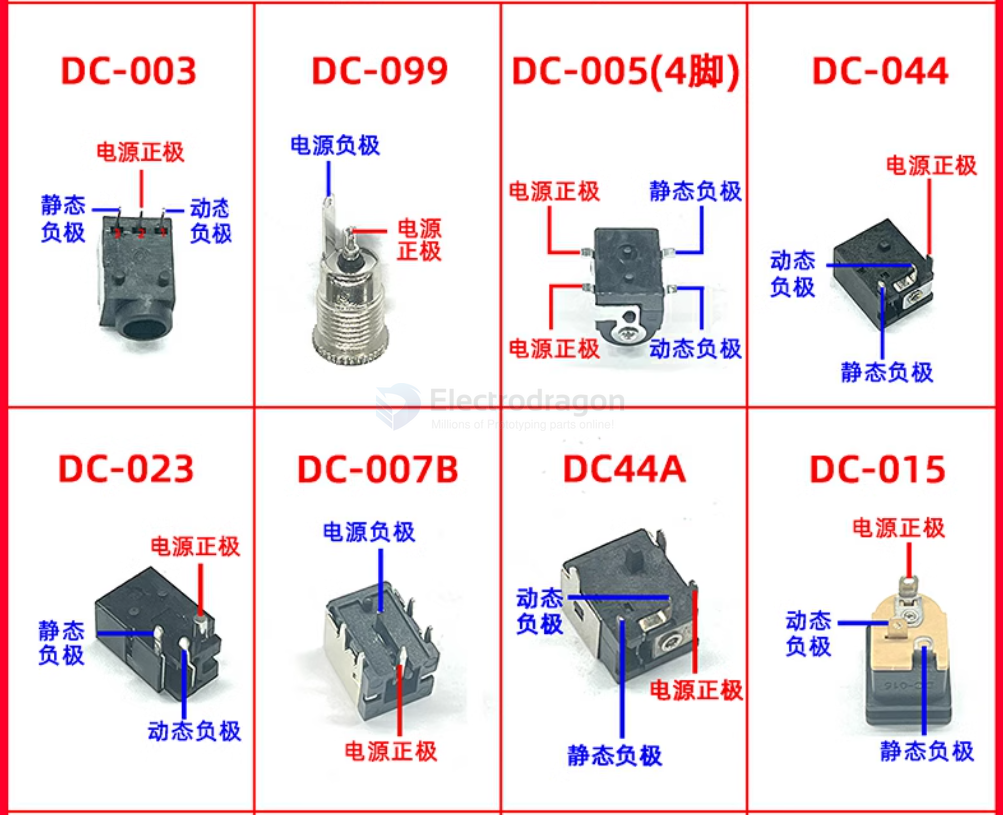 DC-003
电源正极
静态
负极
动态
负极
DC-099
电源负极
电源
正极
DC-005(4脚)
电源正极
静态负极
电源正极
动态负极
DC-044
电源正极
动态
负极
静态负极
Electrodragon
Millions of Prototyping parts online!
DC-023
电源正极
静态
负极
动态负极
DC-007B
电源负极
电源正极
DC44A
动态
负极
电源正极
静态负极
DC-015
电源正极
动态
负极
DC-015
静态负极